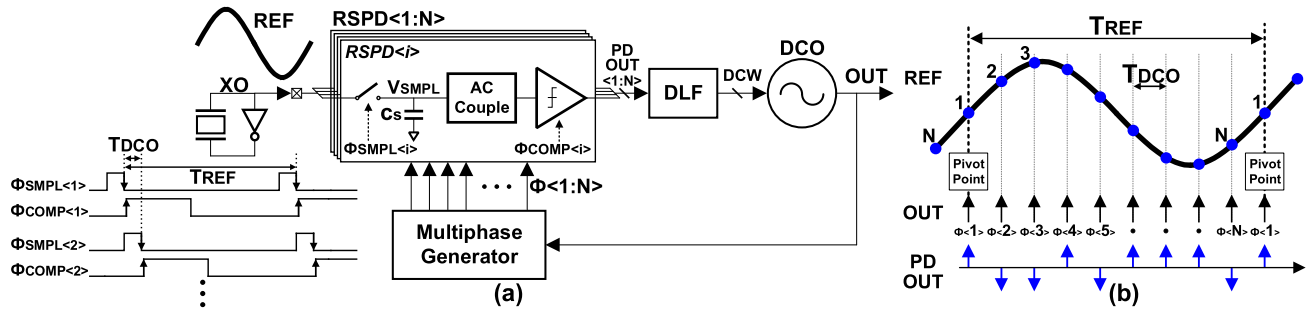 REF
XO
RSPD<1:N>
RSPD<i>
VSMPL
CS
AC
Couple
ΦSMPL<i>
ΦCOMP<i>
PD
OUT
<1:N>
DLF
DCW
DCO
OUT
Φ<1:N>
Multiphase
Generator
TDCO
TREF
ΦSMPL<1>
ΦCOMP<1>
ΦSMPL<2>
ΦCOMP<2>
(a)
TREF
REF
N
1
2
3
TDCO
N
1
Pivot
Point
Pivot
Point
OUT
Φ<1> Φ<2> Φ<3> Φ<4> Φ<5> Φ<N> Φ<1>
PD
OUT
(b)